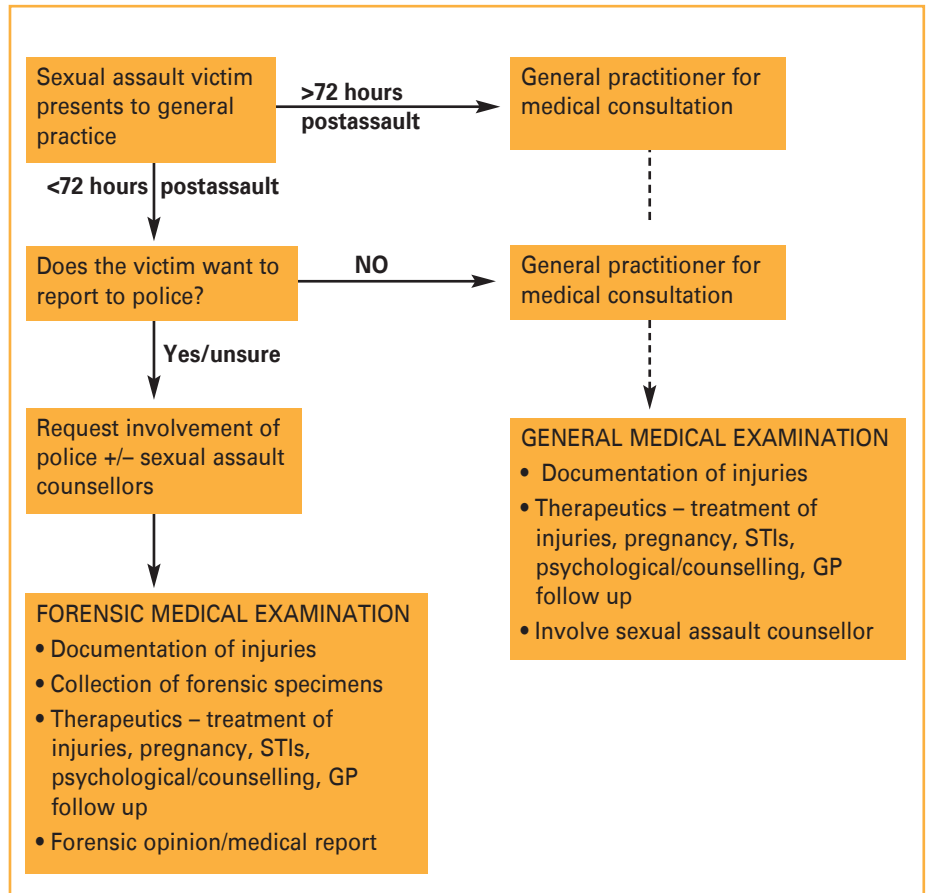 Sexual assault victim
presents to general
practice
>72 hours
postassault
General practitioner for
medical consultation
<72 hours postassault
Does the victim want to
report to police?
NO
General practitioner for
medical consultation
Yes/unsure
Request involvement of
police +/– sexual assault
counsellors
GENERAL MEDICAL EXAMINATION
• Documentation of injuries
• Therapeutics – treatment of
injuries, pregnancy, STIs,
psychological/counselling, GP
follow up
• Involve sexual assault counsellor
FORENSIC MEDICAL EXAMINATION
• Documentation of injuries
• Collection of forensic specimens
• Therapeutics – treatment of
injuries, pregnancy, STIs,
psychological/counselling, GP
follow up
• Forensic opinion/medical report